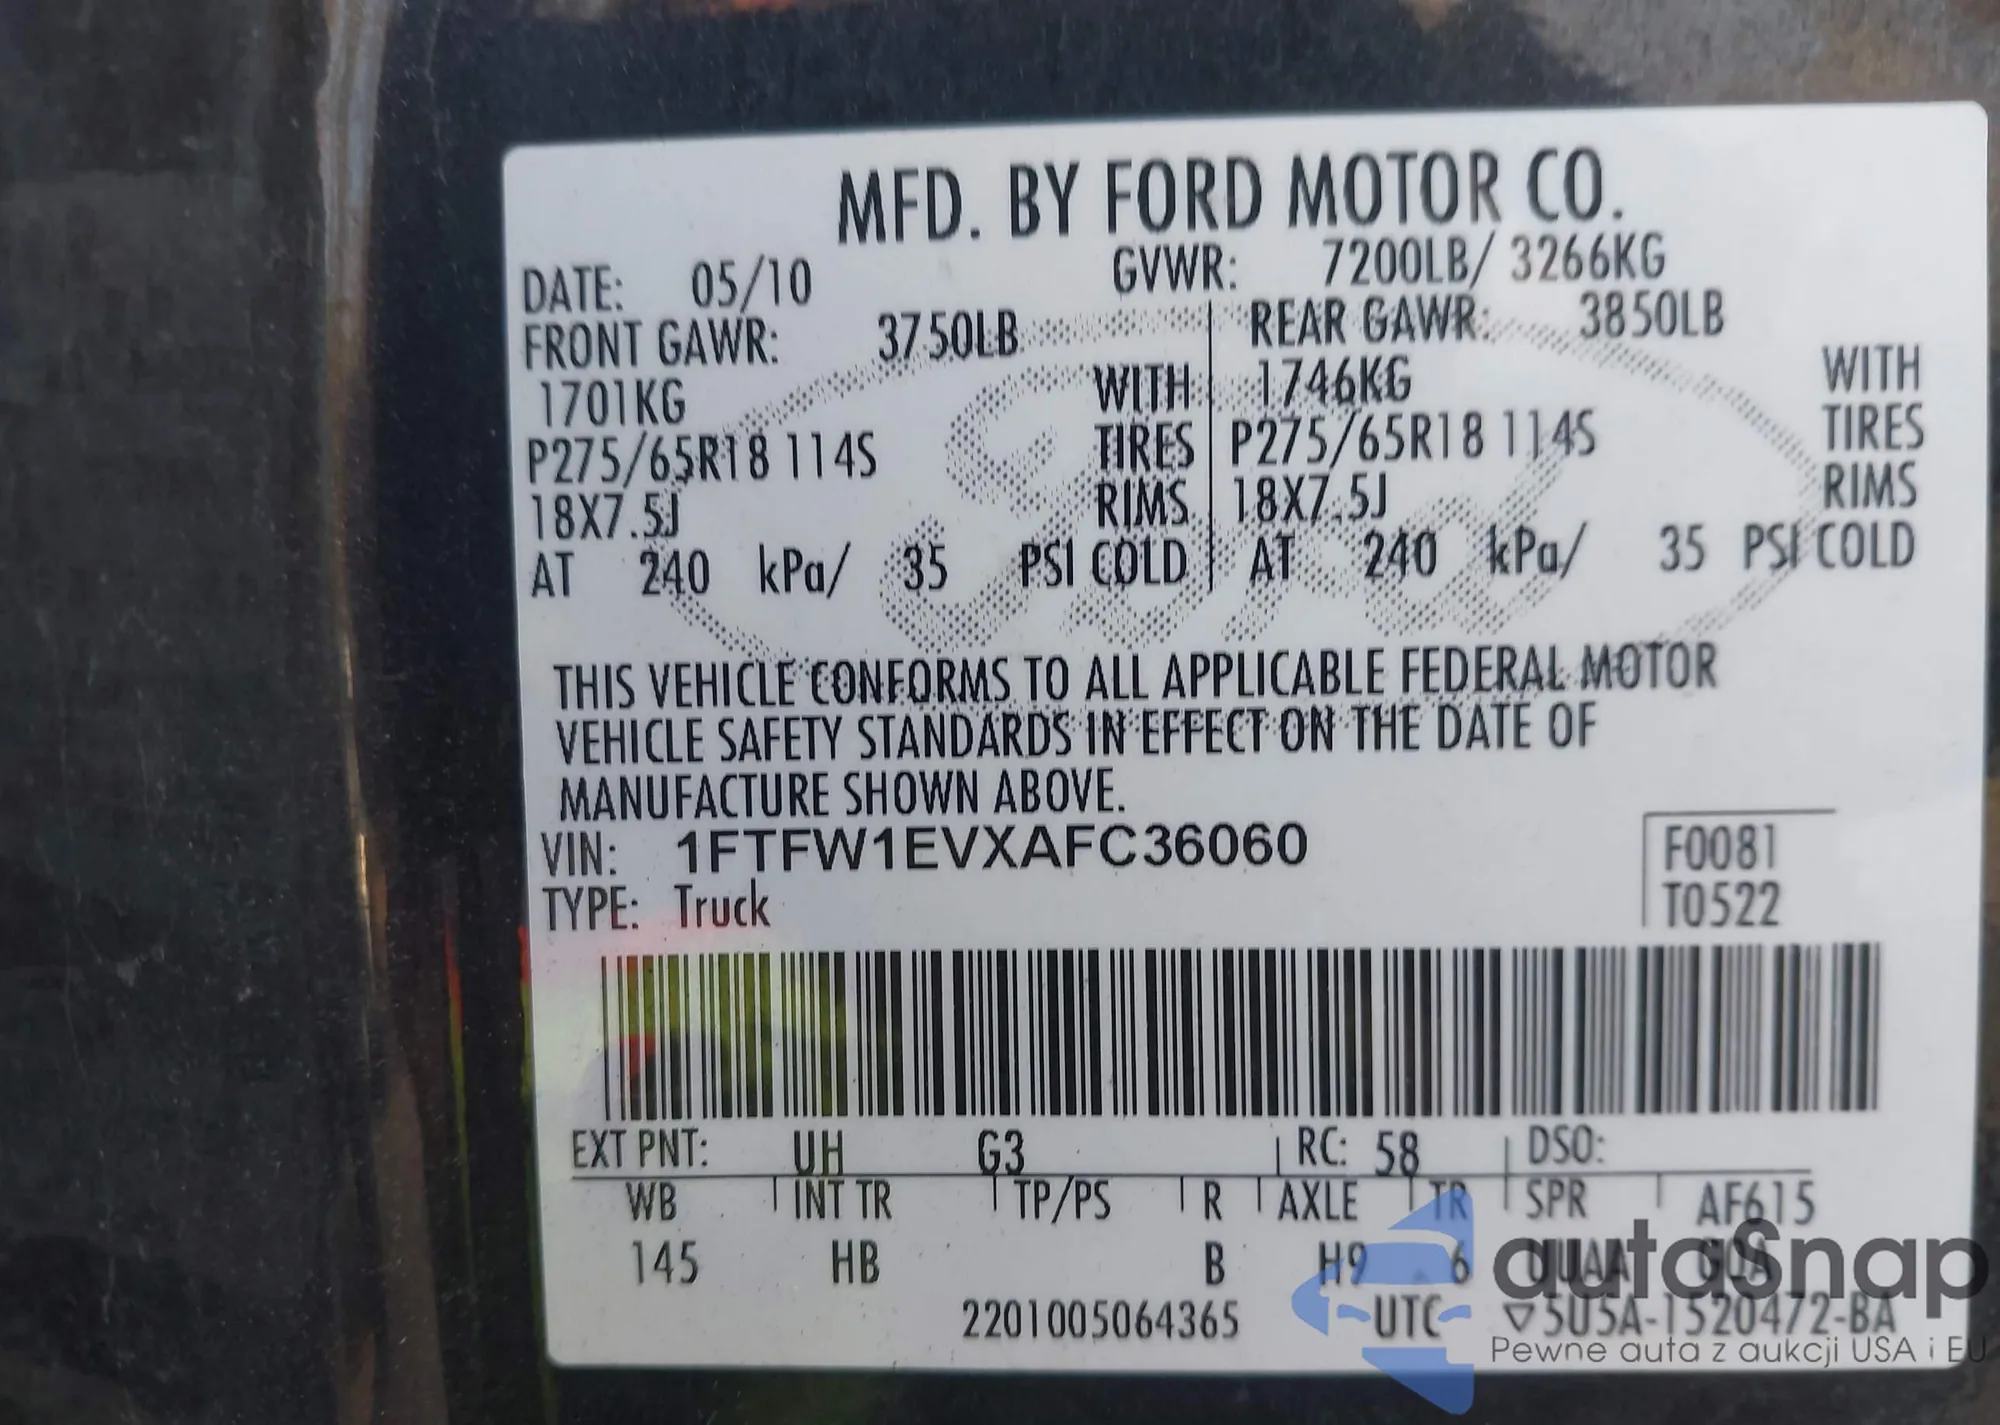 MFD. BY FORD MOTOR CO.
DATE: 05/10 GVWR: 7200LB/ 3266KG
FRONT GAWR: 3750LB REAR GAWR: 3850LB
1701KG WITH 1746KG WITH
P275/65R18 114S TIRES P275/65R18 114S TIRES
18X7.5J RIMS 18X7.5J RIMS
AT 240 kPa/ 35 PSI COLD AT 240 kPa/ 35 PSI COLD
THIS VEHICLE CONFORMS TO ALL APPLICABLE FEDERAL MOTOR
VEHICLE SAFETY STANDARDS IN EFFECT ON THE DATE OF
MANUFACTURE SHOWN ABOVE.
VIN: 1FTFW1EVXAFC36060 F0081
TYPE: Truck T0522
EXT PNT: UH G3 RC: 58 DSO:
WB INT TR TP/PS R AXLE TR SPR AF615
145 HB B H9 6 UUAA
autoSnap
2201005064365 UTC ▽5U5A-1520472-BA
Pewne auta z aukcji USA i EU